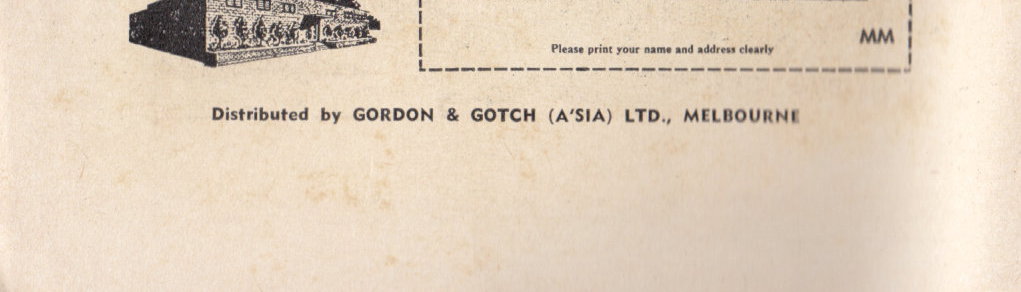 MM
Please print your name and address clearly
Distributed by GORDON & GOTCH (A'SIA) LTD., MELBOURNE